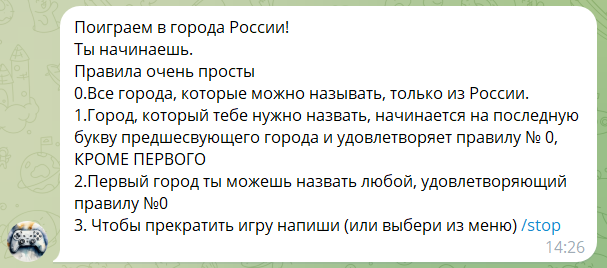 Поиграем в города России!
Ты начинаешь.
Правила очень просты
0.Все города, которые можно называть, только из России.
1.Город, который тебе нужно назвать, начинается на последную
букву предшесвующего города и удовлетворяет правилу № 0,
КРОМЕ ПЕРВОГО
2.Первый город ты можешь назвать любой, удовлетворяющий
правилу №0
3. Чтобы прекратить игру напиши (или выбери из меню) /stop
14:26